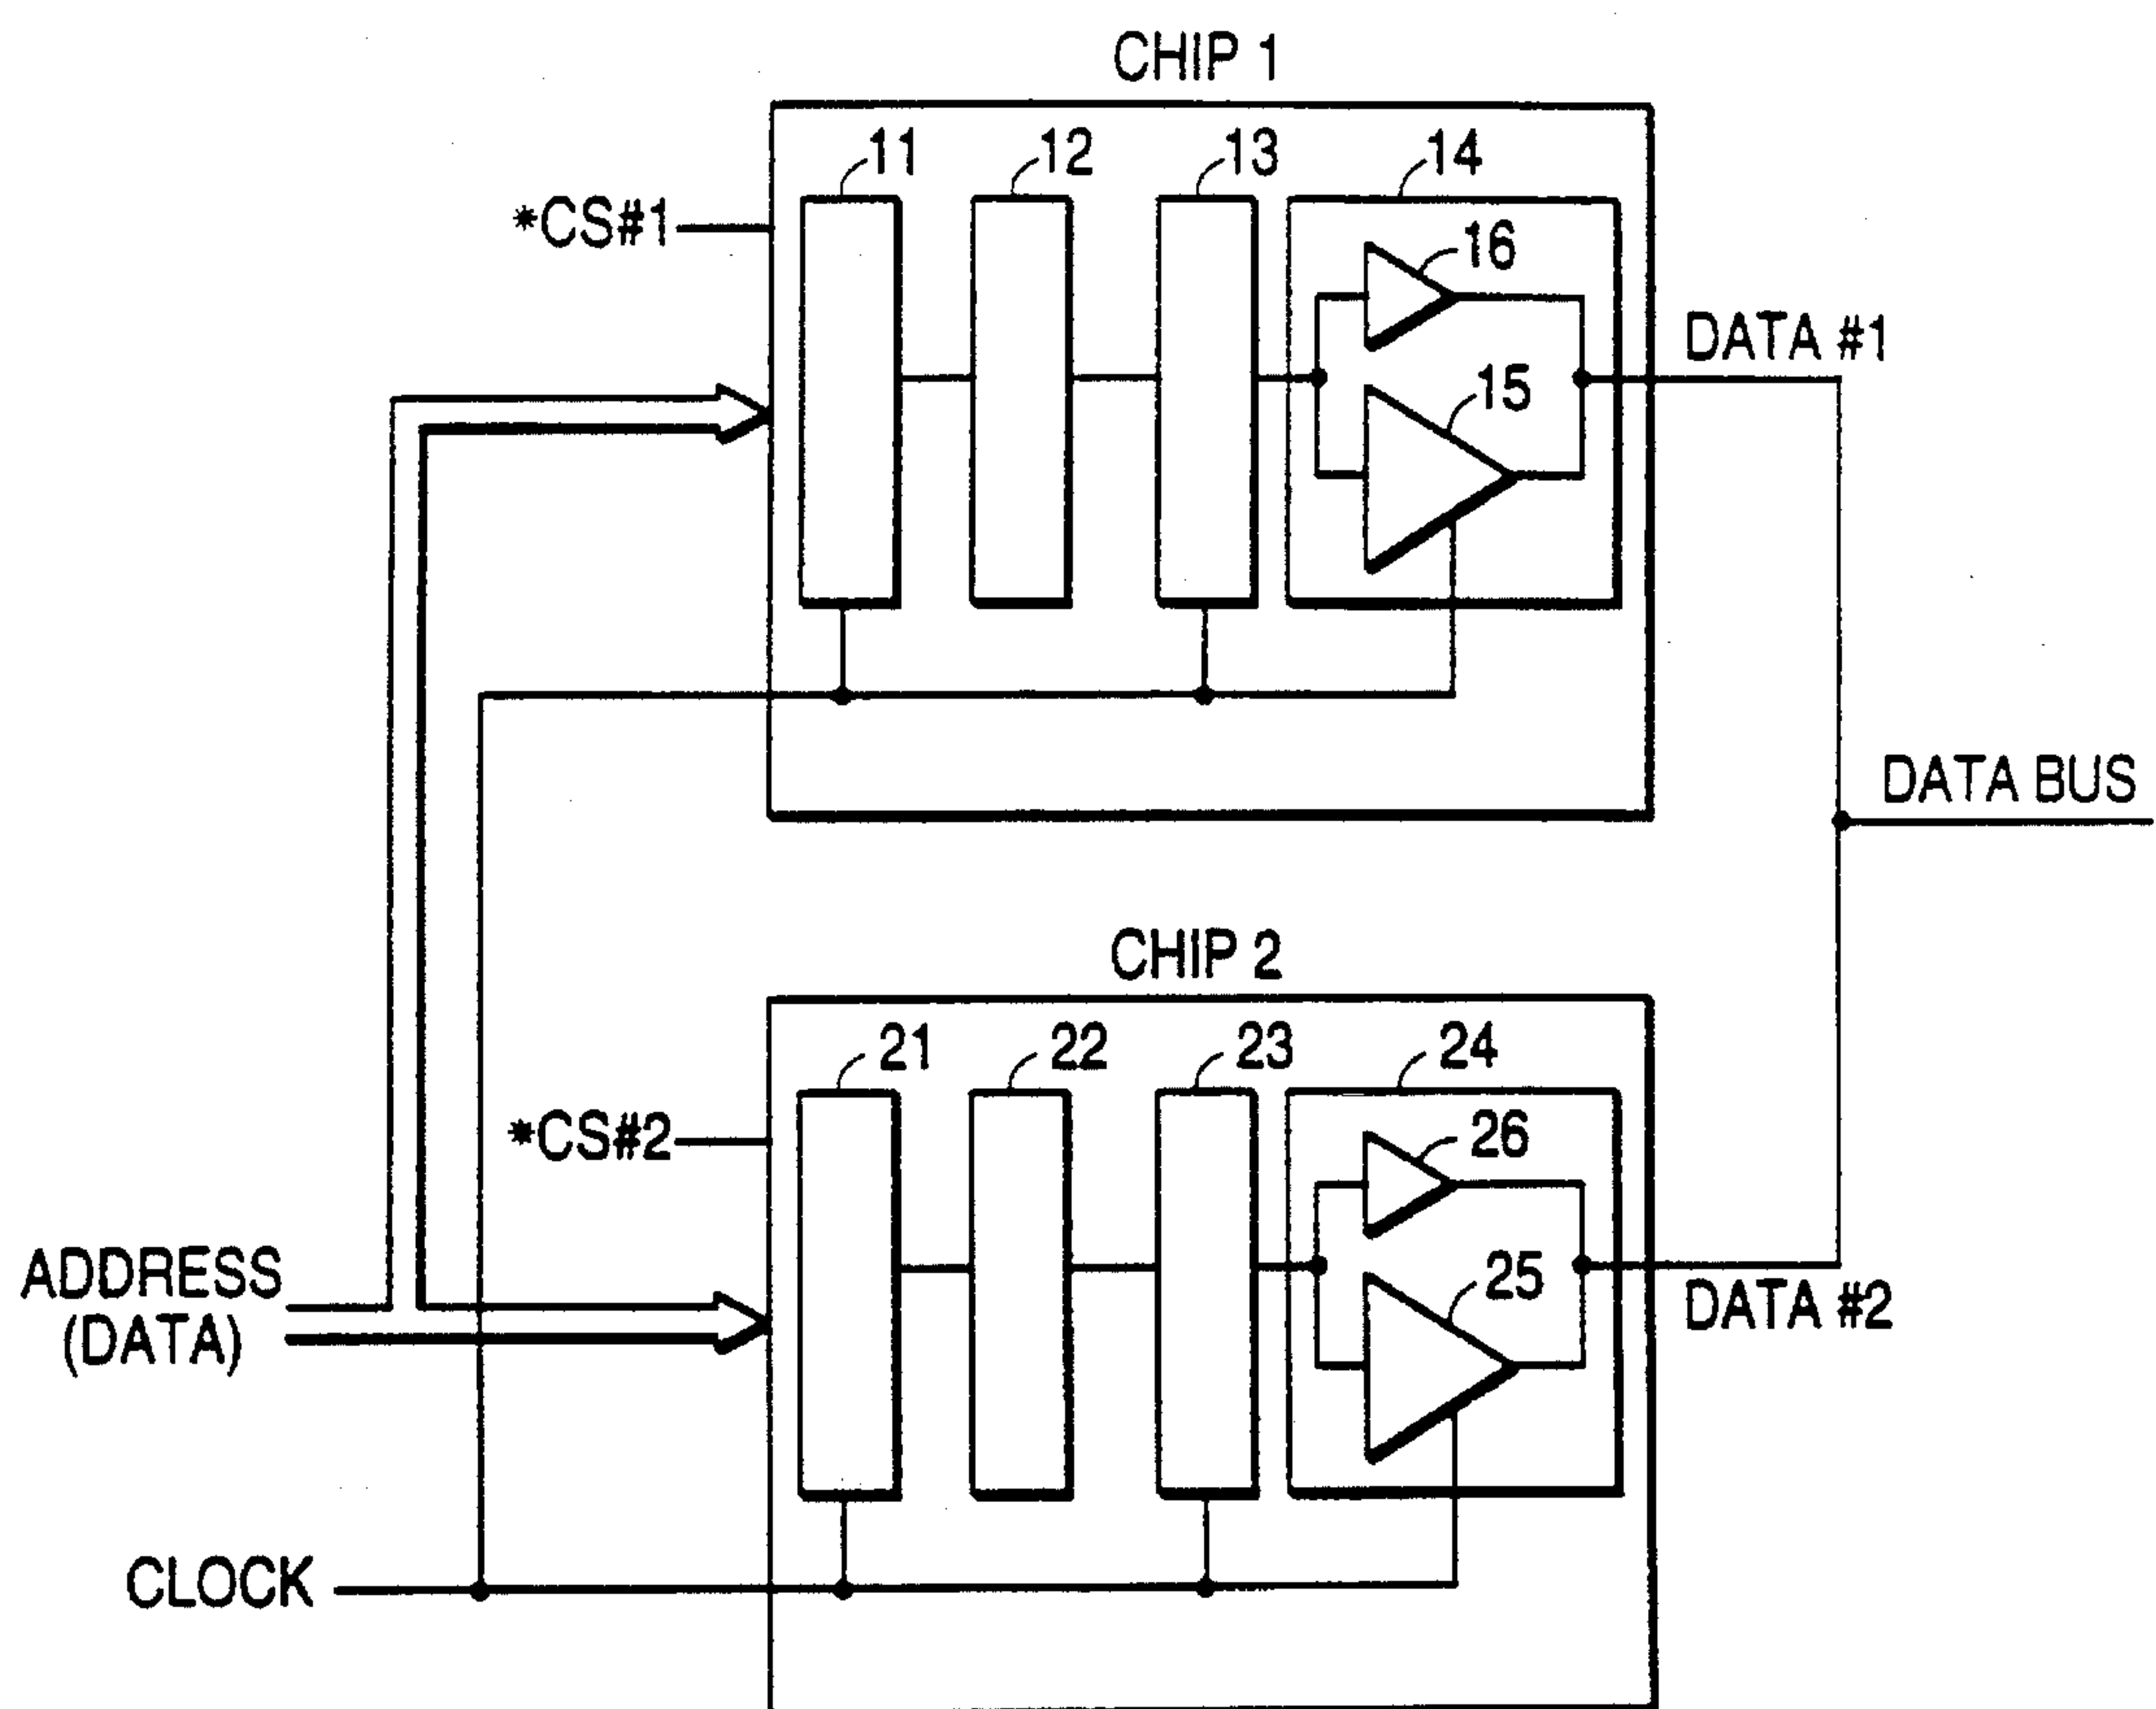 CHIP 1
11
12
13
14
*CS#1
16
DATA #1
15
DATA BUS
CHIP 2
21
22
23
24
*CS#2
26
ADDRESS
(DATA)
25
DATA #2
CLOCK